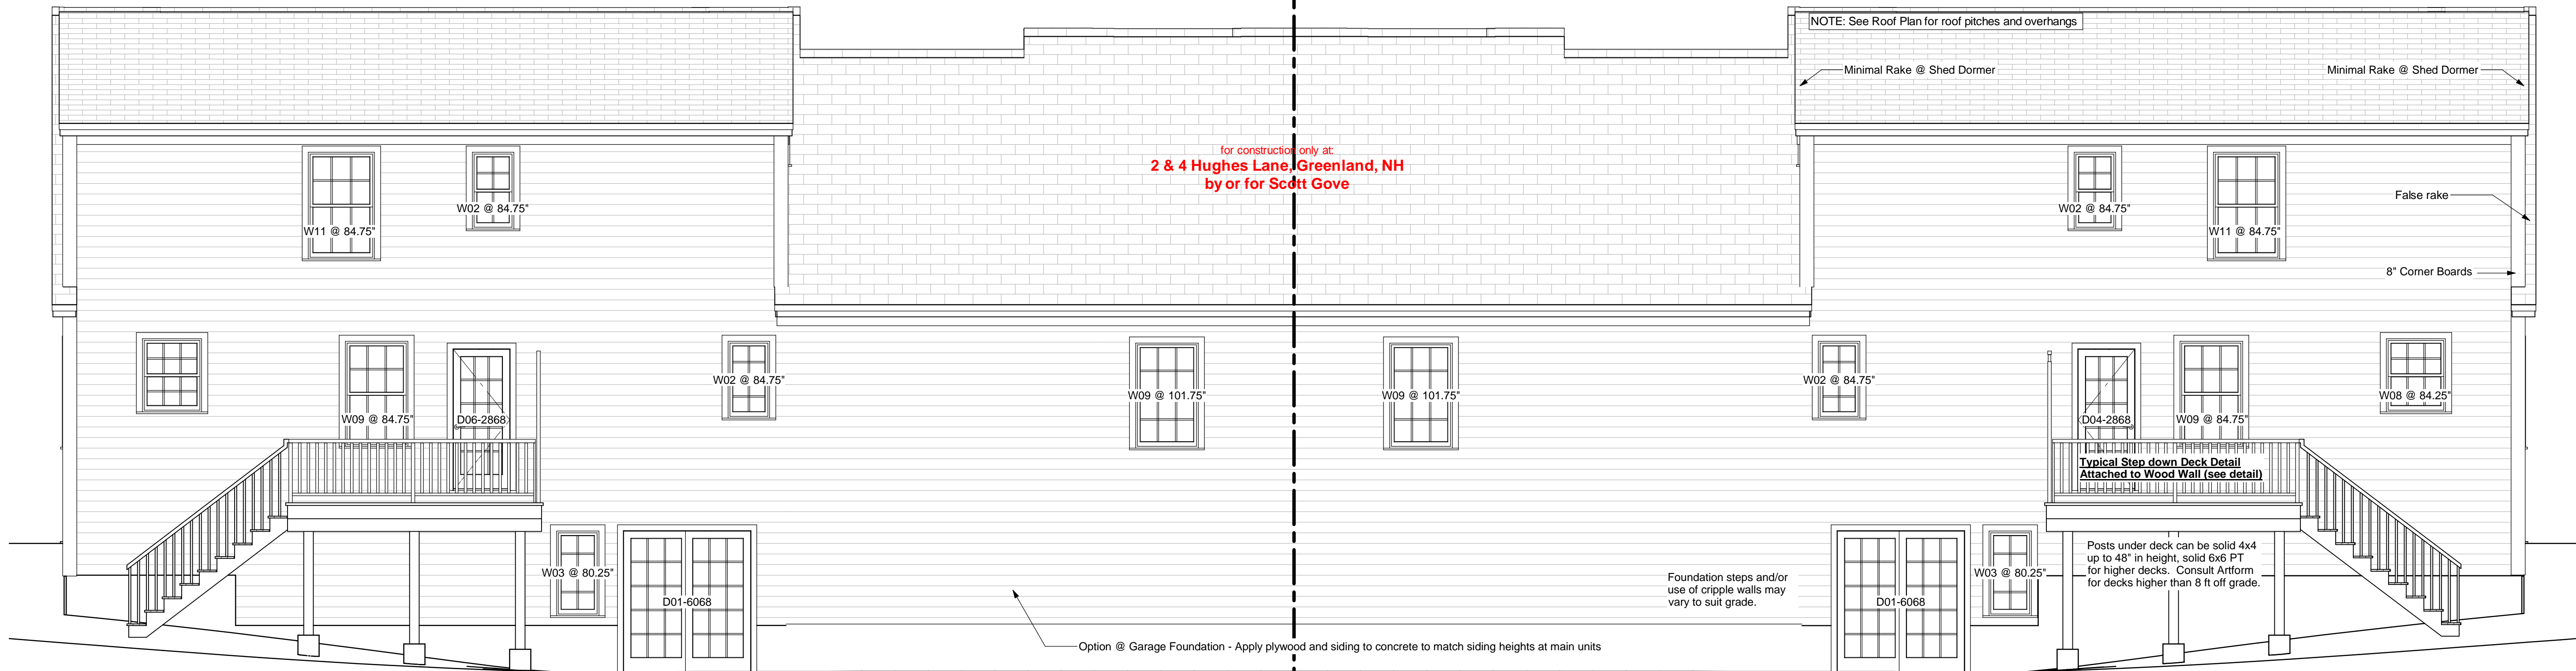 NOTE: See Roof Plan for roof pitches and overhangs
Minimal Rake @ Shed Dormer
Minimal Rake @ Shed Dormer
for construction only at:
2 & 4 Hughes Lane, Greenland, NH
by or for Scott Gove
W11 @ 84.75"
W02 @ 84.75"
W02 @ 84.75"
W11 @ 84.75"
False rake
8" Corner Boards
W09 @ 84.75"
D06-2868
W02 @ 84.75"
W09 @ 101.75"
W09 @ 101.75"
W02 @ 84.75"
D04-2868
W09 @ 84.75"
W08 @ 84.25"
Typical Step down Deck Detail
Attached to Wood Wall (see detail)
W03 @ 80.25"
D01-6068
Foundation steps and/or
use of cripple walls may
vary to suit grade.
D01-6068
W03 @ 80.25"
Posts under deck can be solid 4x4
up to 48" in height, solid 6x6 PT
for higher decks.  Consult Artform
for decks higher than 8 ft off grade.
Option @ Garage Foundation - Apply plywood and siding to concrete to match siding heights at main units